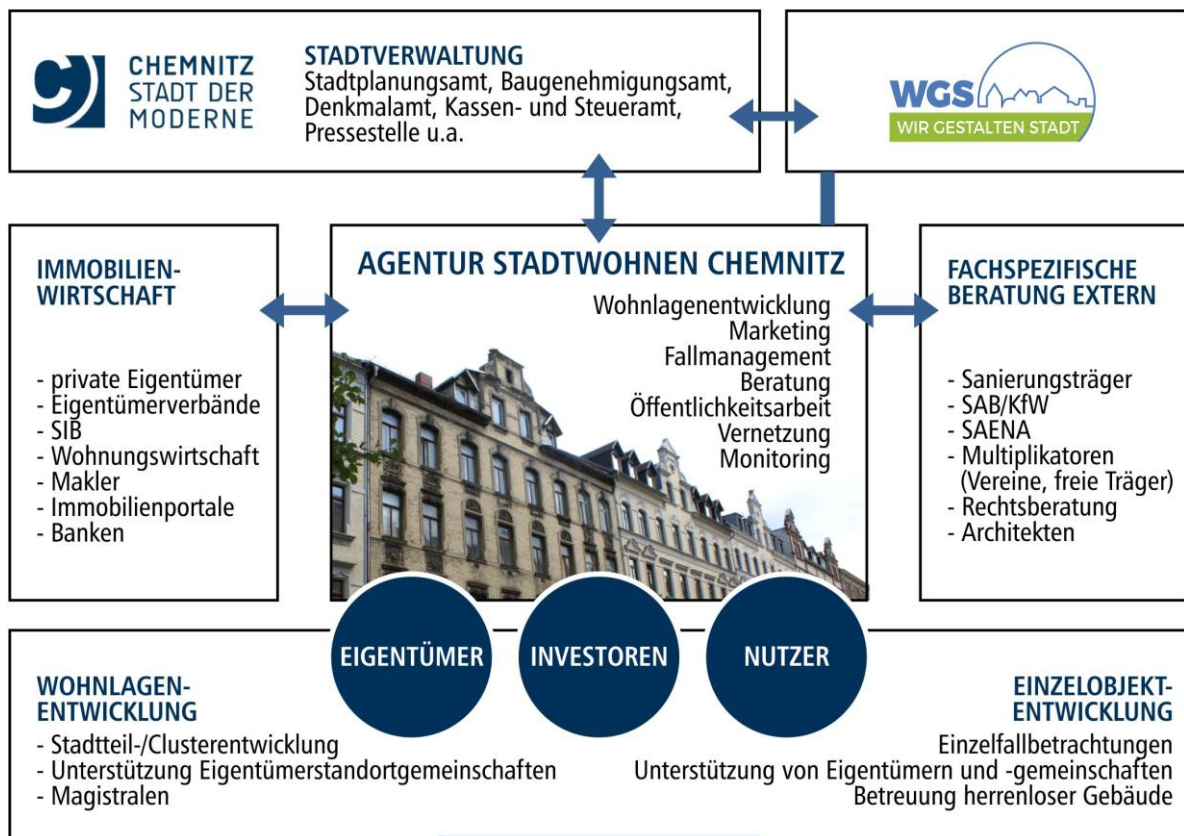 CHEMNITZ
STADT DER
MODERNE
STADTVERWALTUNG
Stadtplanungsamt, Baugenehmigungsamt,
Denkmalamt, Kassen- und Steueramt,
Pressestelle u.a.
WGS
WIR GESTALTEN STADT
IMMOBILIEN-
WIRTSCHAFT
- private Eigentümer
- Eigentümerverbände
- SIB
- Wohnungswirtschaft
- Makler
- Immobilienportale
- Banken
AGENTUR STADTWOHNEN CHEMNITZ
Wohnlagenentwicklung
Marketing
Fallmanagement
Beratung
Öffentlichkeitsarbeit
Vernetzung
Monitoring
FACHSPEZIFISCHE
BERATUNG EXTERN
- Sanierungsträger
- SAB/KfW
- SAENA
- Multiplikatoren
(Vereine, freie Träger)
- Rechtsberatung
- Architekten
EIGENTÜMER
INVESTOREN
NUTZER
WOHNLAGEN-
ENTWICKLUNG
- Stadtteil-/Clusterentwicklung
- Unterstützung Eigentümerstandortgemeinschaften
- Magistralen
EINZELOBJEKT-
ENTWICKLUNG
Einzelfallbetrachtungen
Unterstützung von Eigentümern und -gemeinschaften
Betreuung herrenloser Gebäude